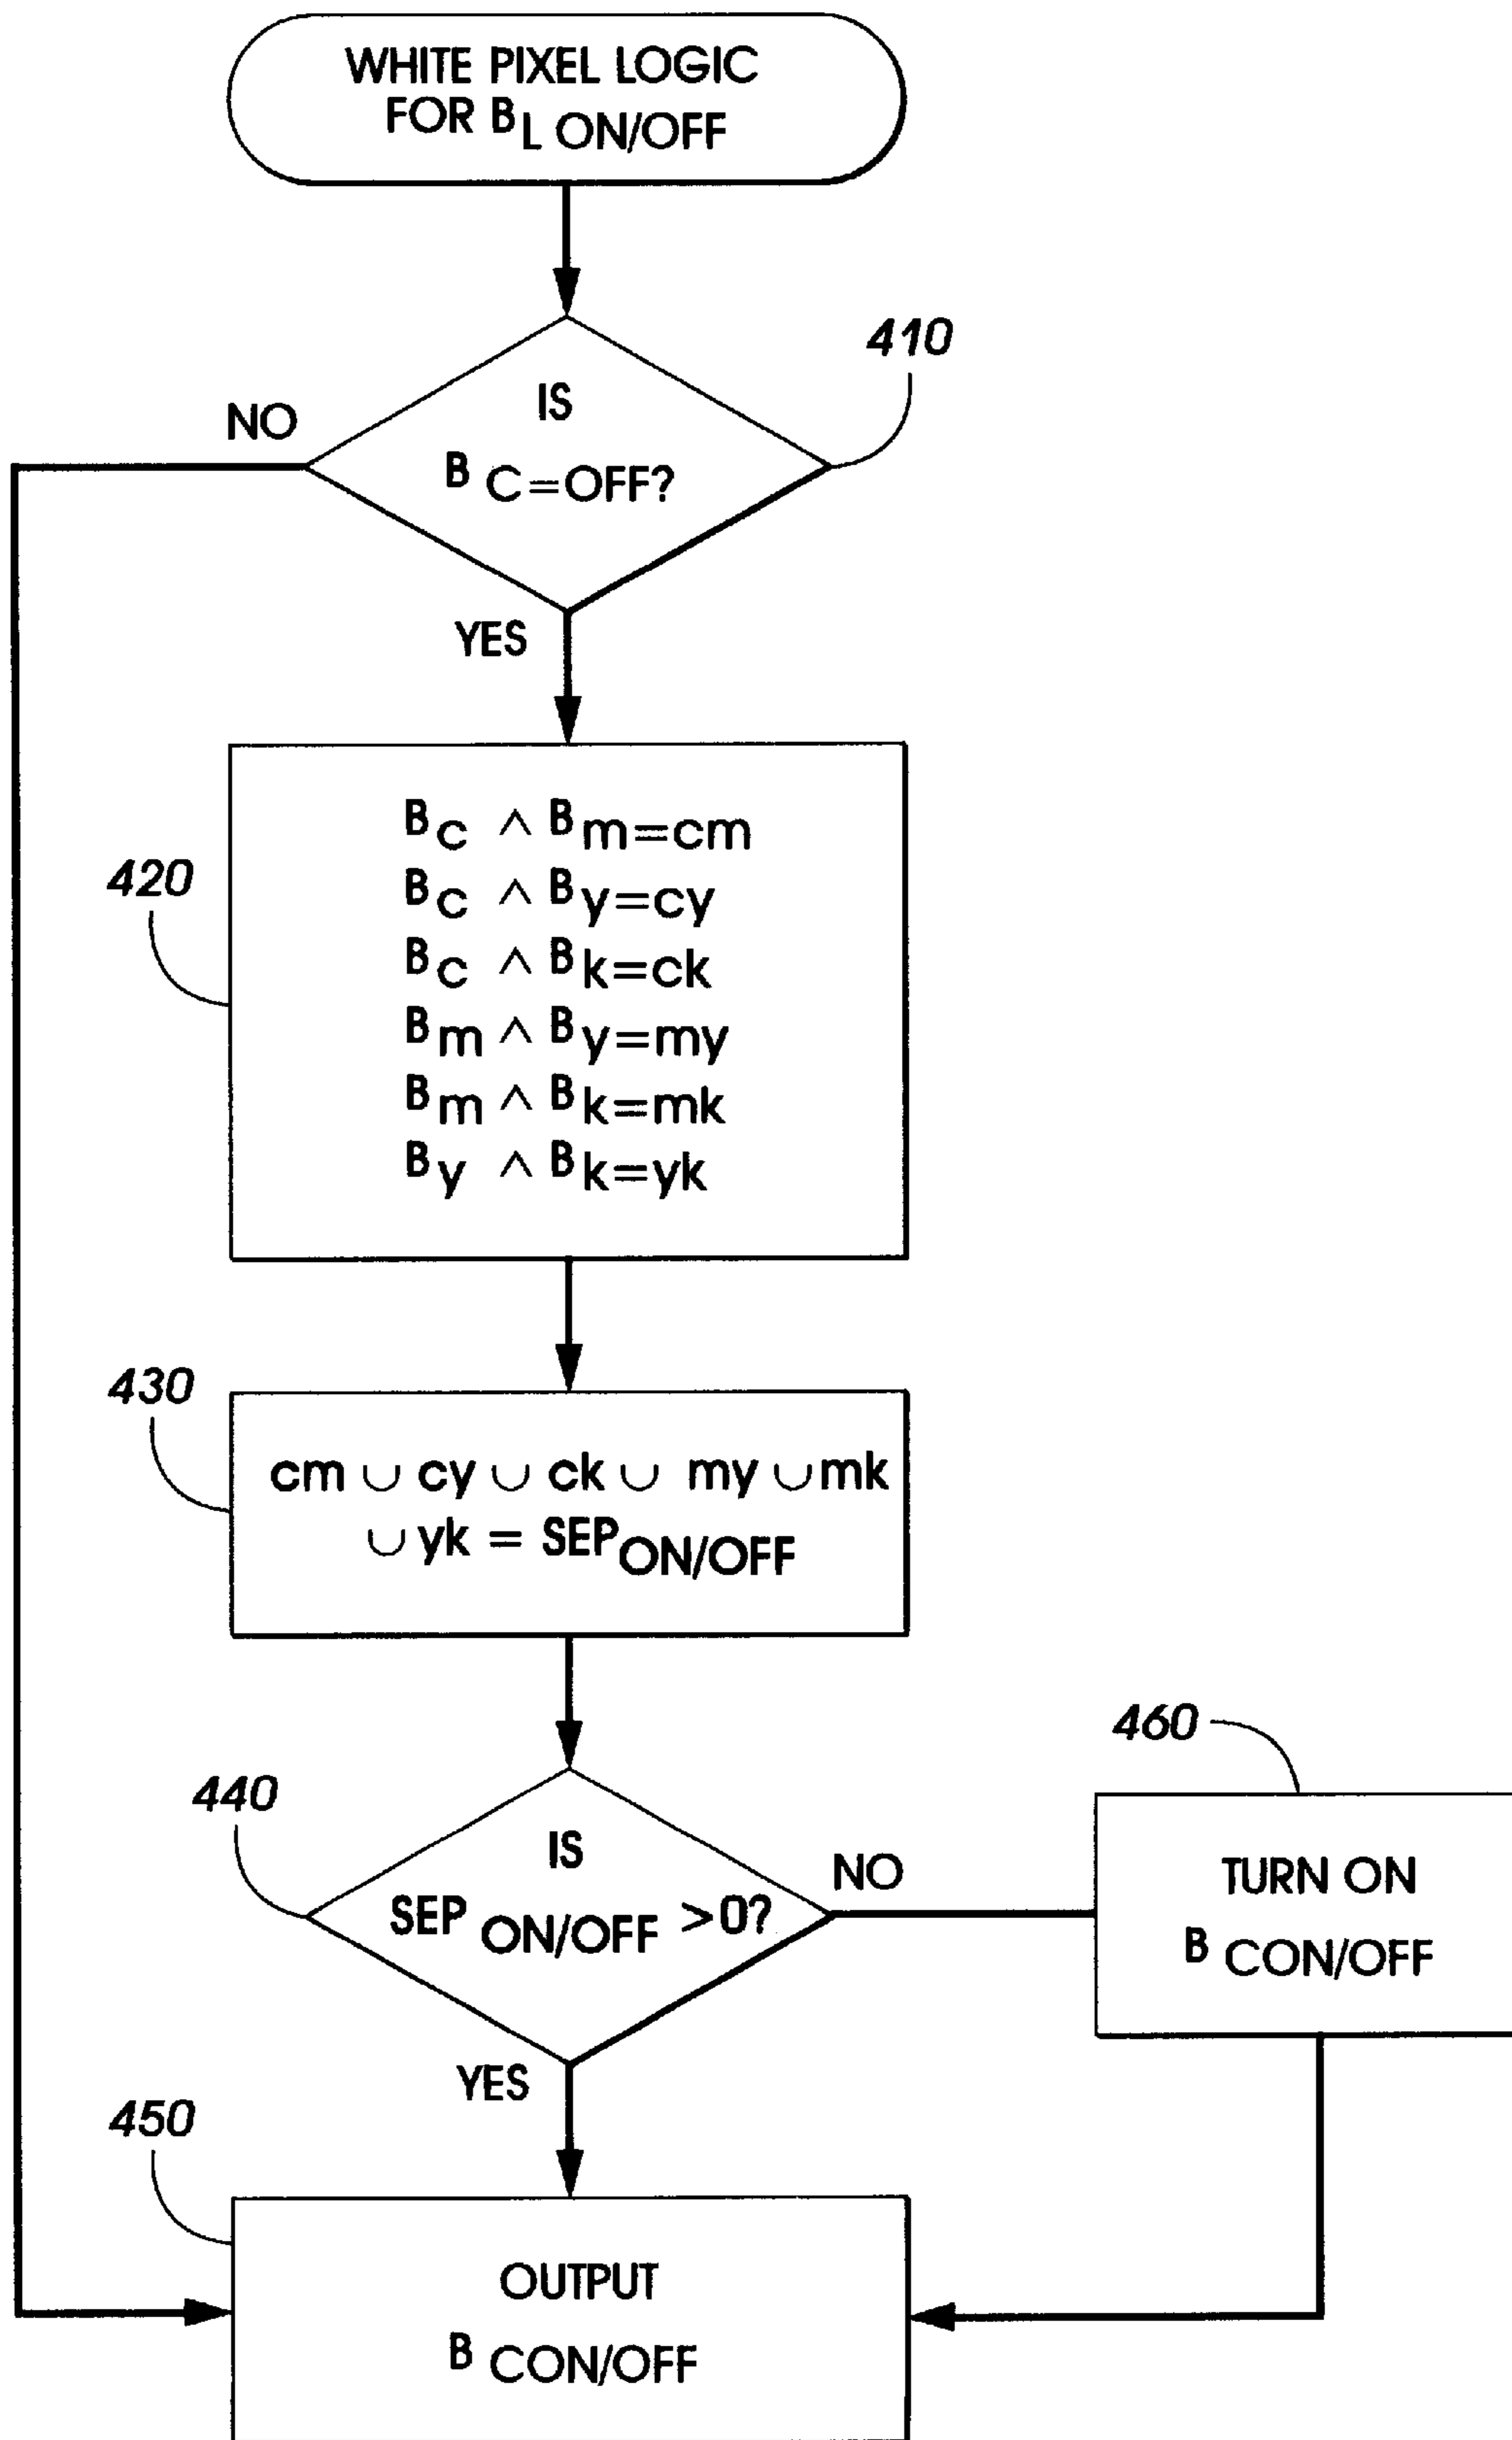 WHITE PIXEL LOGIC
FOR B L ON/OFF
410
IS
B C=OFF?
NO
YES
420
B c ∧ B m=cm
B c ∧ B y=cy
B c ∧ B k=ck
B m ∧ B y=my
B m ∧ B k=mk
B y ∧ B k=yk
430
cm ∪ cy ∪ ck ∪ my ∪ mk
∪ yk = SEP ON/OFF
460
440
IS
SEP ON/OFF >0?
NO
TURN ON
B CON/OFF
YES
450
OUTPUT
B CON/OFF